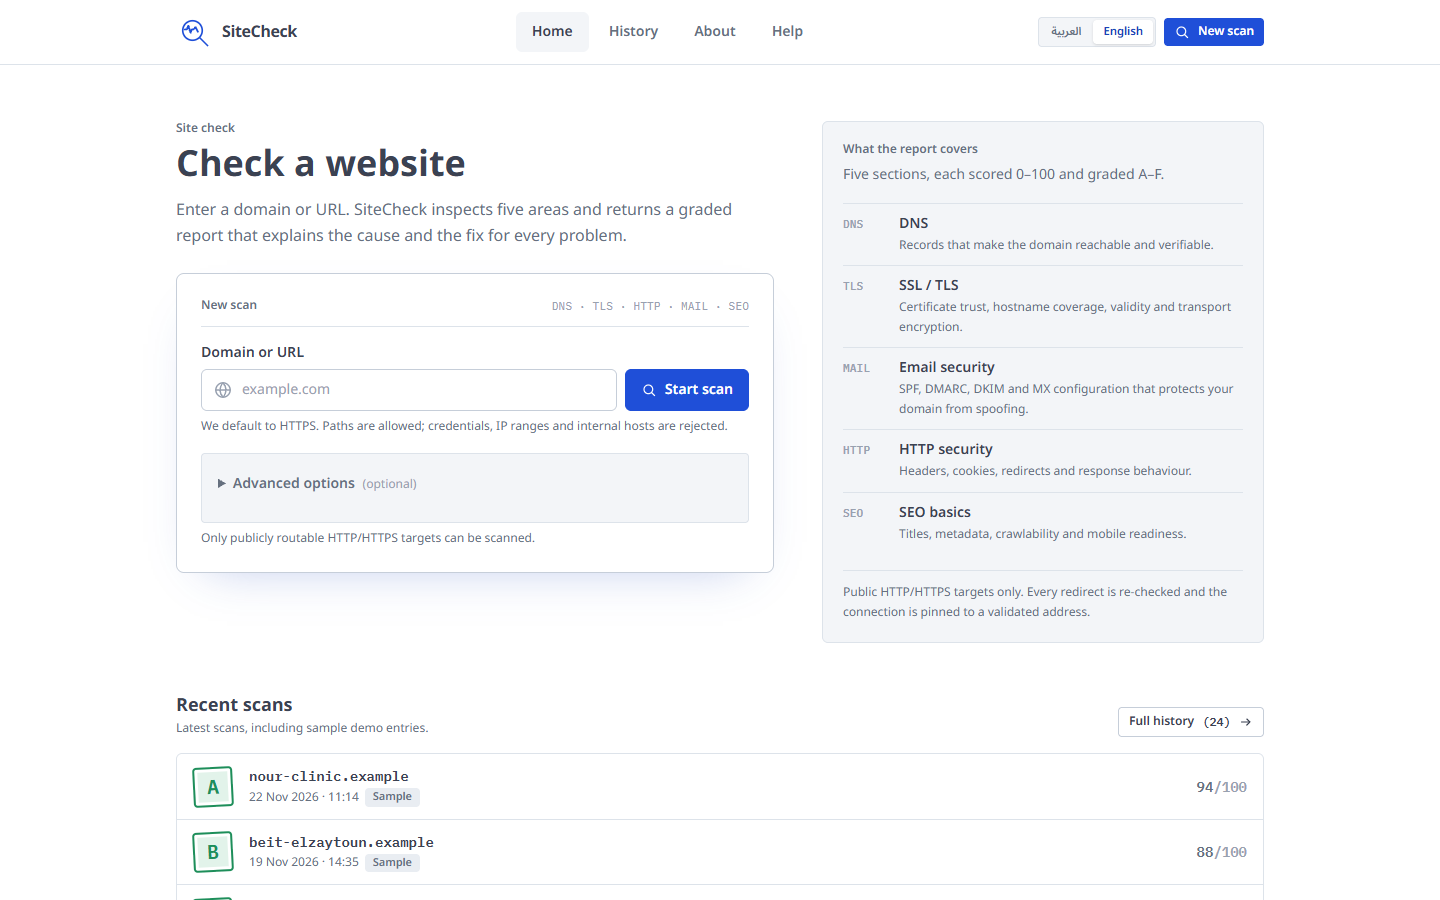 SiteCheck
Home
History
About
Help
العربية
English
New scan
Site check
Check a website
Enter a domain or URL. SiteCheck inspects five areas and returns a graded
report that explains the cause and the fix for every problem.
New scan
DNS · TLS · HTTP · MAIL · SEO
Domain or URL
example.com
Start scan
We default to HTTPS. Paths are allowed; credentials, IP ranges and internal hosts are rejected.
Advanced options (optional)
Only publicly routable HTTP/HTTPS targets can be scanned.
What the report covers
Five sections, each scored 0–100 and graded A–F.
DNS DNS
Records that make the domain reachable and verifiable.
TLS SSL / TLS
Certificate trust, hostname coverage, validity and transport
encryption.
MAIL Email security
SPF, DMARC, DKIM and MX configuration that protects your
domain from spoofing.
HTTP HTTP security
Headers, cookies, redirects and response behaviour.
SEO SEO basics
Titles, metadata, crawlability and mobile readiness.
Public HTTP/HTTPS targets only. Every redirect is re-checked and the
connection is pinned to a validated address.
Recent scans
Latest scans, including sample demo entries.
Full history (24) →
A
nour-clinic.example
22 Nov 2026 · 11:14 Sample
94/100
B
beit-elzaytoun.example
19 Nov 2026 · 14:35 Sample
88/100